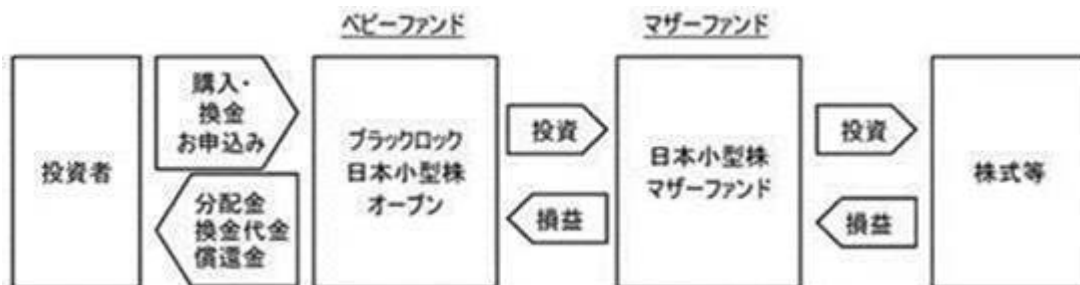 ベビーファンド
マザーファンド
投資者
購入・
換金
お申込み
分配金
換金代金
償還金
ブラックロック
日本小型株
オープン
投資
損益
日本小型株
マザーファンド
投資
損益
株式等